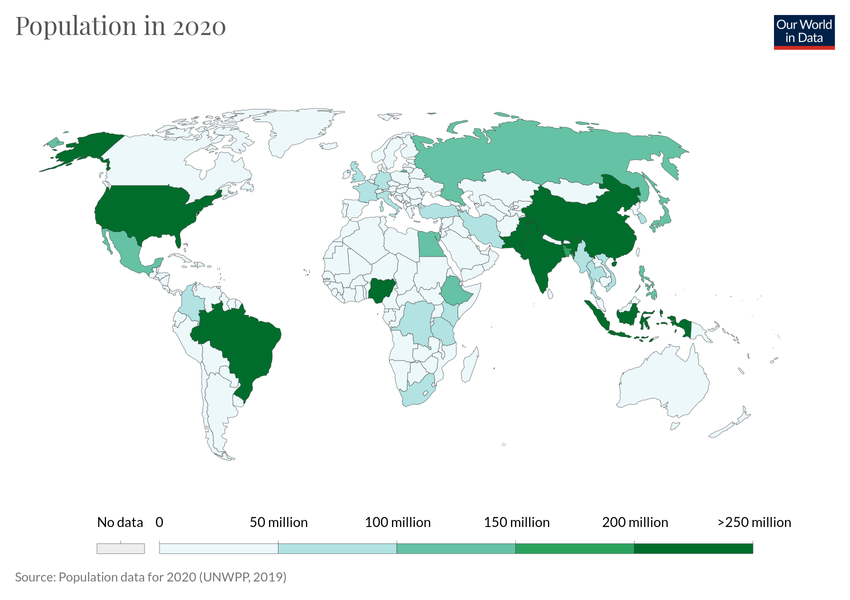 Population in 2020
Our World
in Data
No data
0
50 million
100 million
150 million
200 million
>250 million
Source: Population data for 2020 (UNWPP, 2019)